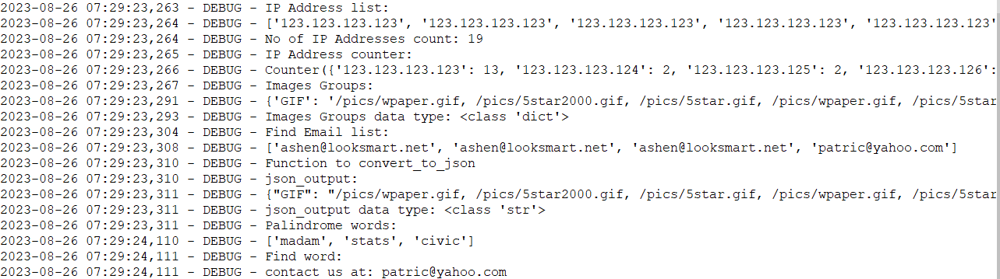 2023-08-26 07:29:23,263 - DEBUG - IP Address list:
2023-08-26 07:29:23,264 - DEBUG - ['123.123.123.123', '123.123.123.123', '123.123.123.123', '123.123.123.123', '123.123.123.123'
2023-08-26 07:29:23,264 - DEBUG - No of IP Addresses count: 19
2023-08-26 07:29:23,265 - DEBUG - IP Address counter:
2023-08-26 07:29:23,266 - DEBUG - Counter({'123.123.123.123': 13, '123.123.123.124': 2, '123.123.123.125': 2, '123.123.123.126':
2023-08-26 07:29:23,267 - DEBUG - Images Groups:
2023-08-26 07:29:23,291 - DEBUG - {'GIF': '/pics/wpaper.gif, /pics/5star2000.gif, /pics/5star.gif, /pics/wpaper.gif, /pics/5star
2023-08-26 07:29:23,293 - DEBUG - Images Groups data type: <class 'dict'>
2023-08-26 07:29:23,304 - DEBUG - Find Email list:
2023-08-26 07:29:23,308 - DEBUG - ['ashen@looksmart.net', 'ashen@looksmart.net', 'ashen@looksmart.net', 'patric@yahoo.com']
2023-08-26 07:29:23,310 - DEBUG - Function to convert_to_json
2023-08-26 07:29:23,310 - DEBUG - json_output:
2023-08-26 07:29:23,311 - DEBUG - {"GIF": "/pics/wpaper.gif, /pics/5star2000.gif, /pics/5star.gif, /pics/wpaper.gif, /pics/5star
2023-08-26 07:29:23,311 - DEBUG - json_output data type: <class 'str'>
2023-08-26 07:29:23,311 - DEBUG - Palindrome words:
2023-08-26 07:29:24,110 - DEBUG - ['madam', 'stats', 'civic']
2023-08-26 07:29:24,111 - DEBUG - Find word:
2023-08-26 07:29:24,111 - DEBUG - contact us at: patric@yahoo.com